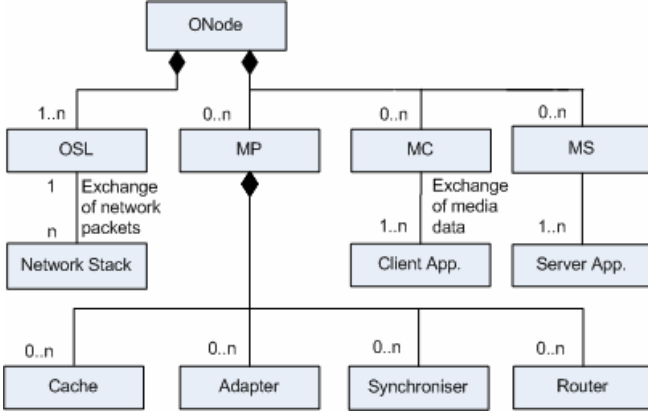 ONode
1..n
0..n
0..n
0..n
OSL
MP
MC
MS
1
Exchange
of network
packets
n
Exchange
of media
data
1..n
1..n
Network Stack
Client App.
Server App.
0..n
0..n
0..n
0..n
Cache
Adapter
Synchroniser
Router